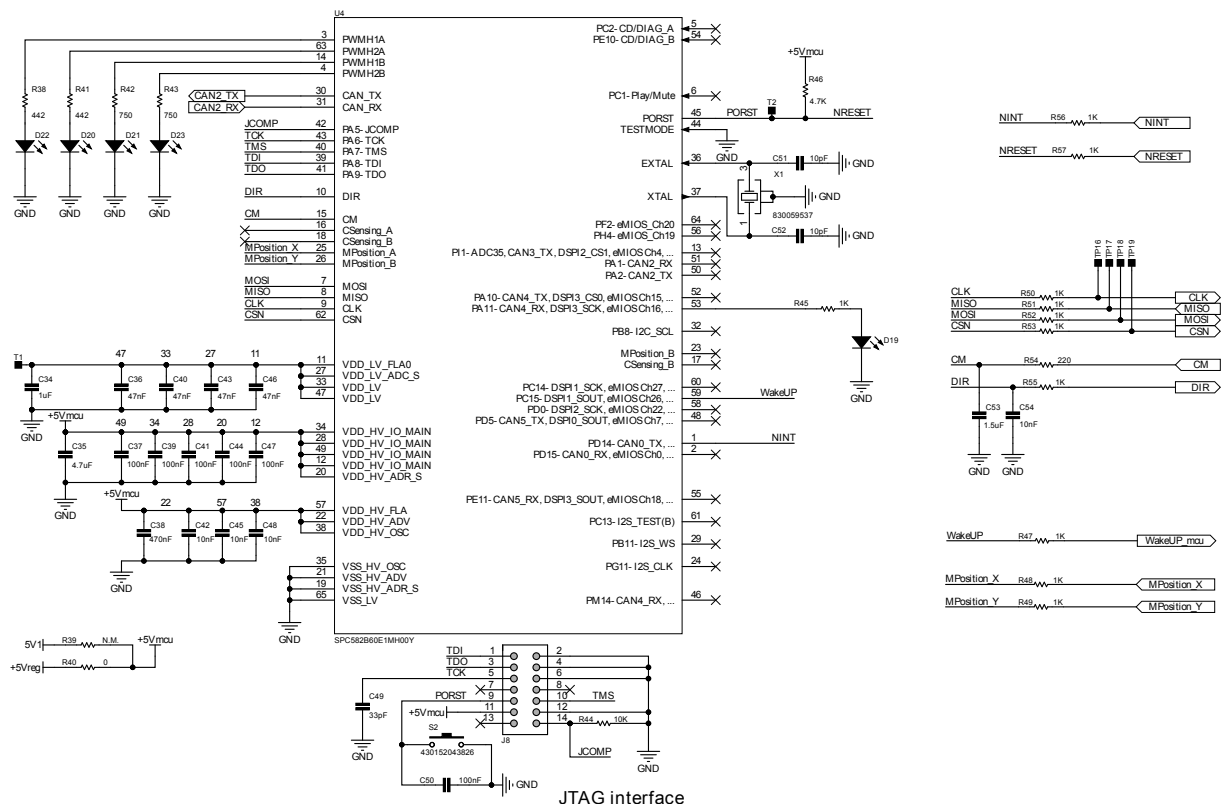 U4
3 PWMH1A
63 PWMH2A
14 PWMH1B
4 PWMH2B
R38 442
R41 442
R42 750
R43 750
D22
D20
D21
D23
GND
GND
GND
GND
CAN2_TX 30 CAN_TX
CAN2_RX 31 CAN_RX
JCOMP 42 PA5- JCOMP
TCK 43 PA6- TCK
TMS 40 PA7- TMS
TDI 39 PA8- TDI
TDO 41 PA9- TDO
DIR 10 DIR
CM 15 CM
16 CSensing_A
18 CSensing_B
MPosition_X 25 MPosition_A
MPosition_Y 26 MPosition_B
MOSI 7 MOSI
MISO 8 MISO
CLK 9 CLK
CSN 62 CSN
T1
47 33 27 11
11 VDD_LV_FLA0
27 VDD_LV_ADC_S
33 VDD_LV
47 VDD_LV
C34 1uF
C36 47nF
C40 47nF
C43 47nF
C46 47nF
GND
+5Vmcu
49 34 28 20 12
34 VDD_HV_IO_MAIN
28 VDD_HV_IO_MAIN
49 VDD_HV_IO_MAIN
12 VDD_HV_IO_MAIN
20 VDD_HV_ADR_S
C35 4.7uF
C37 100nF
C39 100nF
C41 100nF
C44 100nF
C47 100nF
GND
+5Vmcu
22 57 38
57 VDD_HV_FLA
22 VDD_HV_ADV
38 VDD_HV_OSC
C38 470nF
C42 10nF
C45 10nF
C48 10nF
GND
35 VSS_HV_OSC
21 VSS_HV_ADV
19 VSS_HV_ADR_S
65 VSS_LV
GND
SPC582B60E1MH00Y
5V1 R39 N.M. +5Vmcu
+5Vreg R40 0
PC2- CD/DIAG_A 5
PE10- CD/DIAG_B 54
PC1- Play/Mute 6
PORST 45 PORST T2 NRESET
TESTMODE 44
GND
+5Vmcu
R46
4.7K
EXTAL 36
C51 10pF GND
X1
3
1
GND
830059537
XTAL 37
C52 10pF GND
PF2- eMIOS_Ch20 64
PH4- eMIOS_Ch19 56
PI1- ADC35, CAN3_TX, DSPI2_CS1, eMIOSCh4, ... 13
PA1- CAN2_RX 51
PA2- CAN2_TX 50
PA10- CAN4_TX, DSPI3_CS0, eMIOSCh15, ... 52
PA11- CAN4_RX, DSPI3_SCK, eMIOSCh16, ... 53
R45 1K
D19
GND
PB8- I2C_SCL 32
MPosition_B 23
CSensing_B 17
PC14- DSPI1_SCK, eMIOSCh27, ... 60
PC15- DSPI1_SOUT, eMIOSCh26, ... 59 WakeUP
PD0- DSPI2_SCK, eMIOSCh22, ... 58
PD5- CAN5_TX, DSPI0_SOUT, eMIOSCh7, ... 48
PD14- CAN0_TX, ... 1 NINT
PD15- CAN0_RX, eMIOSCh0, ... 2
PE11- CAN5_RX, DSPI3_SOUT, eMIOSCh18, ... 55
PC13- I2S_TEST(B) 61
PB11- I2S_WS 29
PG11- I2S_CLK 24
PM14- CAN4_RX, ... 46
NINT R56 1K NINT
NRESET R57 1K NRESET
TP16
TP17
TP18
TP19
CLK R50 1K CLK
MISO R51 1K MISO
MOSI R52 1K MOSI
CSN R53 1K CSN
CM R54 220 CM
DIR R55 1K DIR
C53 1.5uF
C54 10nF
GND
GND
WakeUP R47 1K WakeUP_mcu
MPosition_X R48 1K MPosition_X
MPosition_Y R49 1K MPosition_Y
TDI 1 2
TDO 3 4
TCK 5 6
7 8
PORST 9 10 TMS
+5Vmcu 11 12
13 14 R44 10K
J8
JCOMP
C49
33pF
GND
S2
430152043826
C50 100nF GND
GND
JTAG interface